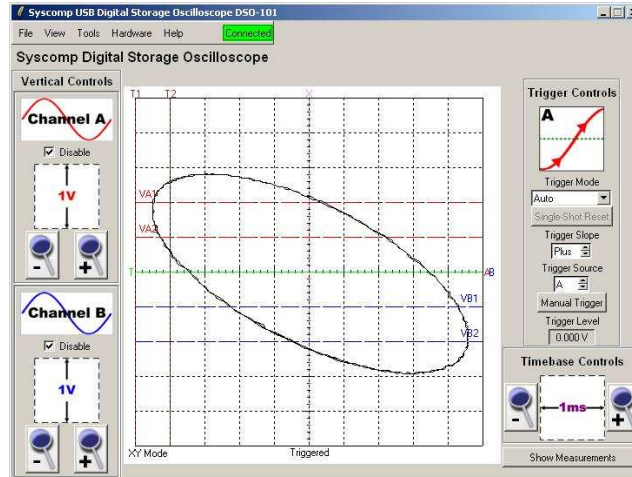 Syscomp USB Digital Storage Oscilloscope DSO-101
File View Tools Hardware Help Connected
Syscomp Digital Storage Oscilloscope
Vertical Controls
Channel A
Disable
1V
- +
Channel B
Disable
1V
- +
T1 T2 X
VA1
VA2
T AB
VB1
VB2
XY Mode Triggered
Trigger Controls
A
Trigger Mode
Auto
Single-Shot Reset
Trigger Slope
Plus
Trigger Source
A
Manual Trigger
Trigger Level
0.000 V
Timebase Controls
- 1ms +
Show Measurements